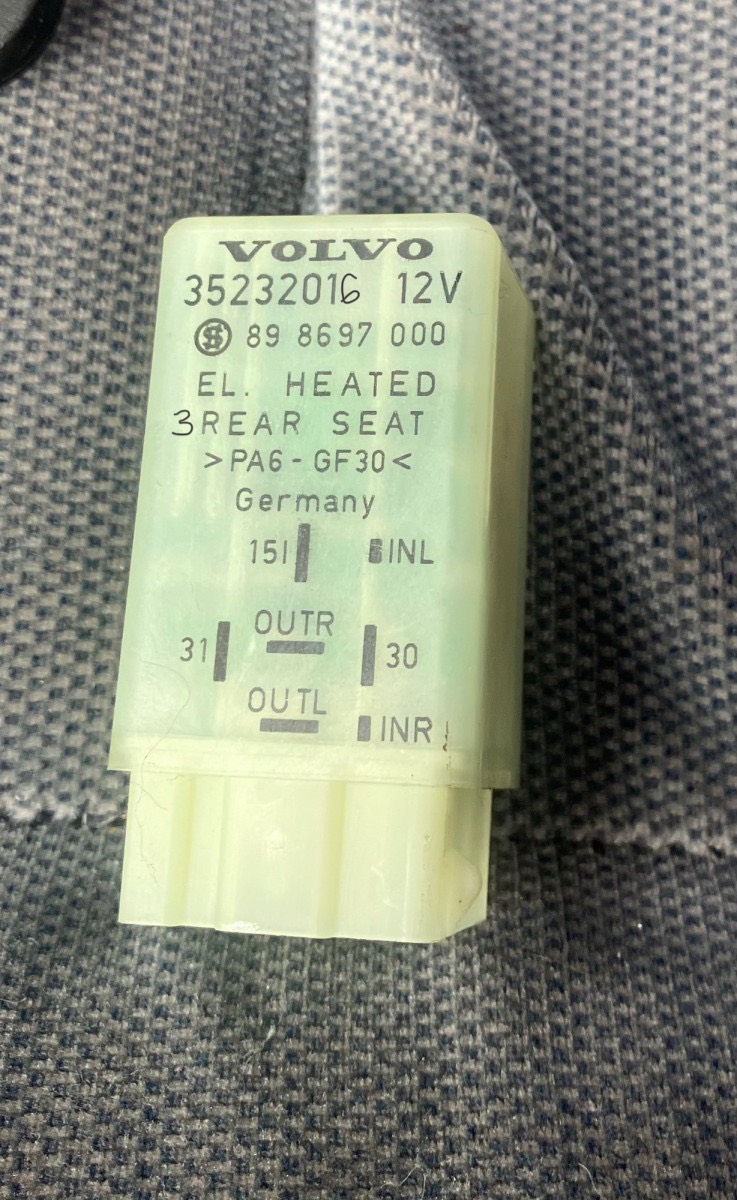 VOLVO
35232016 12V
89 8697 000
EL. HEATED
3REAR SEAT
>PA6-GF30<
Germany
15I INL
OUTR
31 30
OUTL
INR